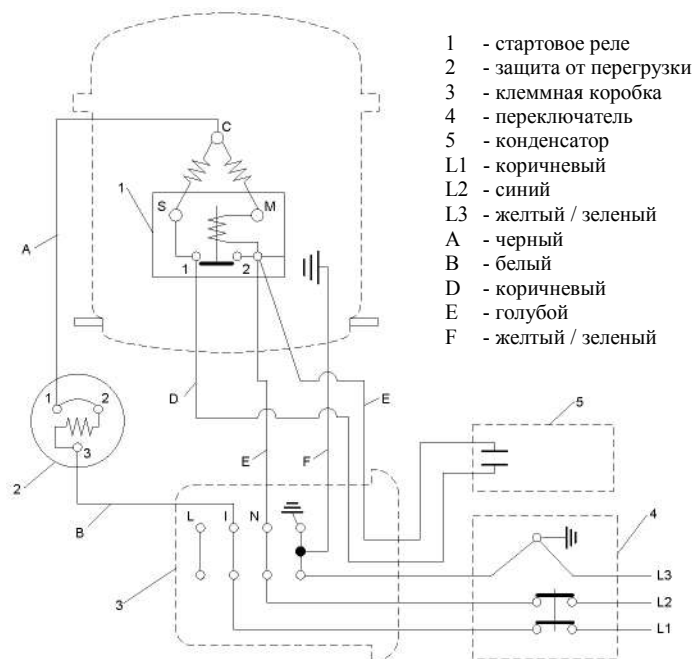 1 - стартовое реле
2 - защита от перегрузки
3 - клеммная коробка
4 - переключатель
5 - конденсатор
L1 - коричневый
L2 - синий
L3 - желтый / зеленый
A - черный
B - белый
D - коричневый
E - голубой
F - желтый / зеленый
C
1
S
M
A
1
2
D
E
1
2
3
2
5
E
F
4
B
L
I
N
3
L3
L2
L1